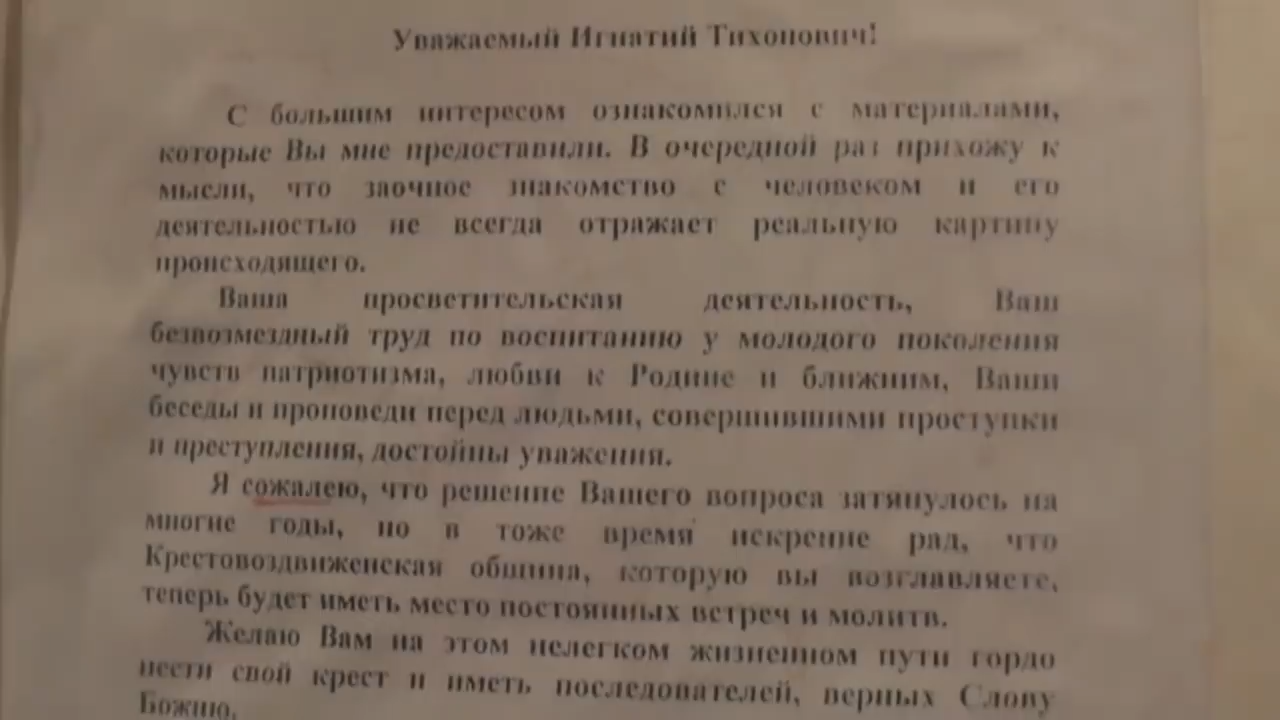 Уважаемый Игнатий Тихонович!
С большим интересом ознакомился с материалами,
которые Вы мне предоставили. В очередной раз прихожу к
мысли, что заочное знакомство с человеком и его
деятельностью не всегда отражает реальную картину
происходящего.
Ваша просветительская деятельность, Ваш
безвозмездный труд по воспитанию у молодого поколения
чувств патриотизма, любви к Родине и ближним, Ваши
беседы и проповеди перед людьми, совершившими проступки
и преступления, достойны уважения.
Я сожалею, что решение Вашего вопроса затянулось на
многие годы, но в тоже время искренне рад, что
Крестовоздвиженская община, которую вы возглавляете,
теперь будет иметь место постоянных встреч и молитв.
Желаю Вам на этом нелегком жизненном пути гордо
нести свой крест и иметь последователей, верных Слову
Божию.